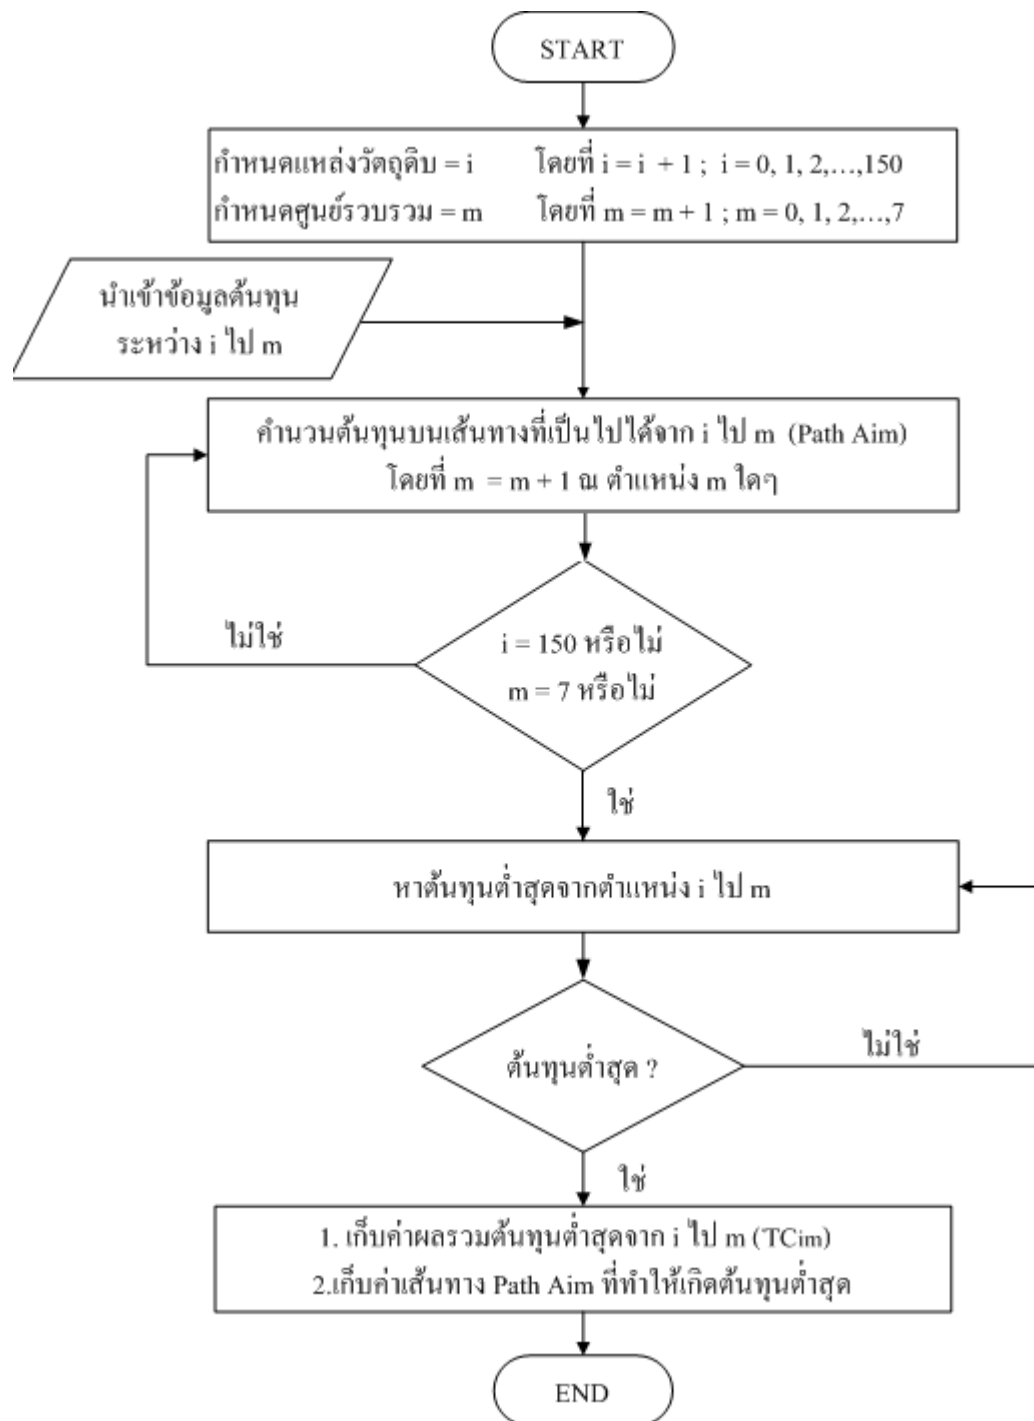 START
กำหนดแหล่งวัตถุดิบ = i โดยที่ i = i + 1 ; i = 0, 1, 2,…,150
กำหนดศูนย์รวบรวม = m โดยที่ m = m + 1 ; m = 0, 1, 2,…,7
นำเข้าข้อมูลต้นทุน
ระหว่าง i ไป m
คำนวนต้นทุนบนเส้นทางที่เป็นไปได้จาก i ไป m (Path Aim)
โดยที่ m = m + 1 ณ ตำแหน่ง m ใดๆ
ไม่ใช่
i = 150 หรือไม่
m = 7 หรือไม่
ใช่
หาต้นทุนต่ำสุดจากตำแหน่ง i ไป m
ไม่ใช่
ต้นทุนต่ำสุด ?
ใช่
1. เก็บค่าผลรวมต้นทุนต่ำสุดจาก i ไป m (TCim)
2.เก็บค่าเส้นทาง Path Aim ที่ทำให้เกิดต้นทุนต่ำสุด
END